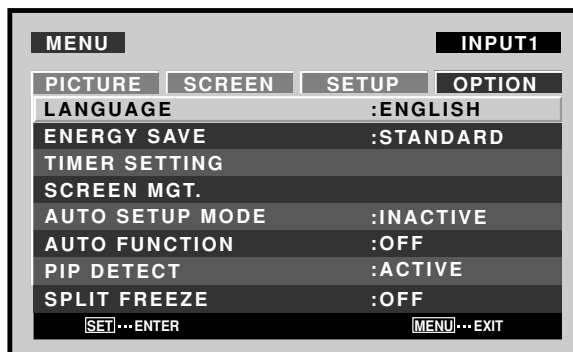 MENU INPUT1
PICTURE SCREEN SETUP OPTION
LANGUAGE :ENGLISH
ENERGY SAVE :STANDARD
TIMER SETTING
SCREEN MGT.
AUTO SETUP MODE :INACTIVE
AUTO FUNCTION :OFF
PIP DETECT :ACTIVE
SPLIT FREEZE :OFF
SET···ENTER MENU···EXIT